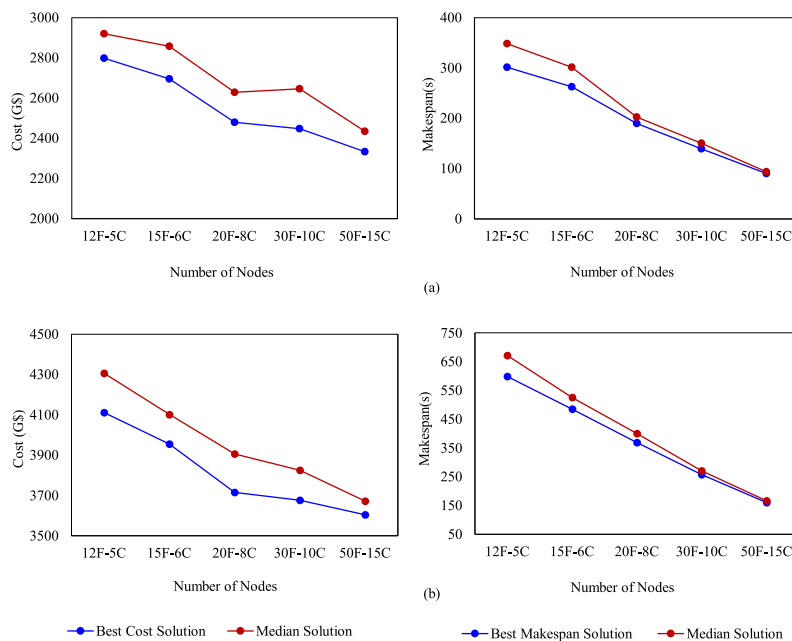 3000
2800
2600
2400
2200
2000
Cost (G$)
12F-5C 15F-6C 20F-8C 30F-10C 50F-15C
Number of Nodes
400
300
200
100
0
Makespan(s)
12F-5C 15F-6C 20F-8C 30F-10C 50F-15C
Number of Nodes
(a)
4500
4300
4100
3900
3700
3500
Cost (G$)
12F-5C 15F-6C 20F-8C 30F-10C 50F-15C
Number of Nodes
750
650
550
450
350
250
150
50
Makespan(s)
12F-5C 15F-6C 20F-8C 30F-10C 50F-15C
Number of Nodes
(b)
Best Cost Solution Median Solution
Best Makespan Solution Median Solution